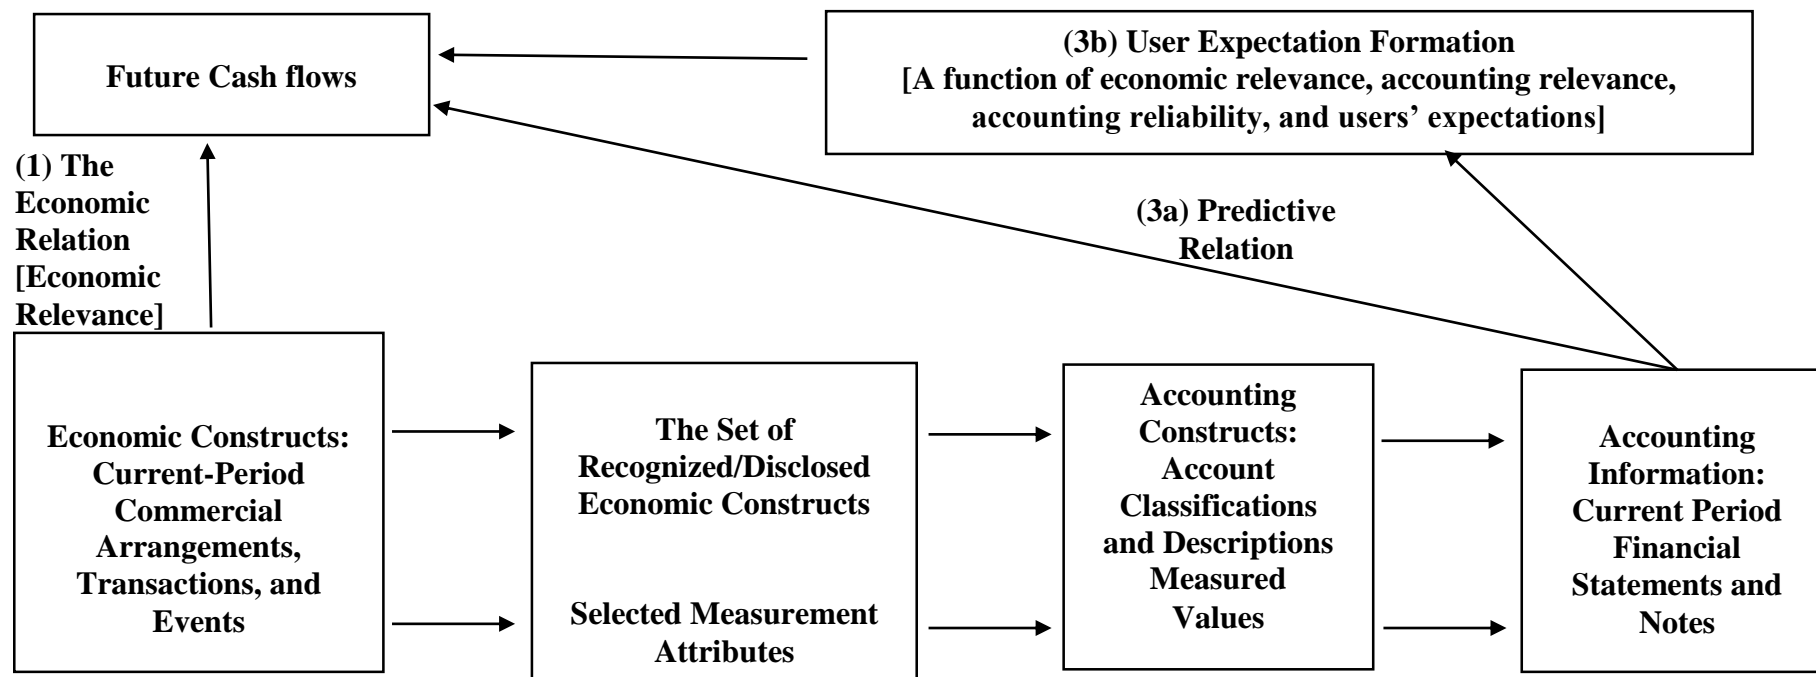 Future Cash flows
(3b) User Expectation Formation
[A function of economic relevance, accounting relevance,
accounting reliability, and users’ expectations]
(1) The
Economic
Relation
[Economic
Relevance]
(3a) Predictive
Relation
Economic Constructs:
Current-Period
Commercial
Arrangements,
Transactions, and
Events
The Set of
Recognized/Disclosed
Economic Constructs
Selected Measurement
Attributes
Accounting
Constructs:
Account
Classifications
and Descriptions
Measured
Values
Accounting
Information:
Current Period
Financial
Statements and
Notes